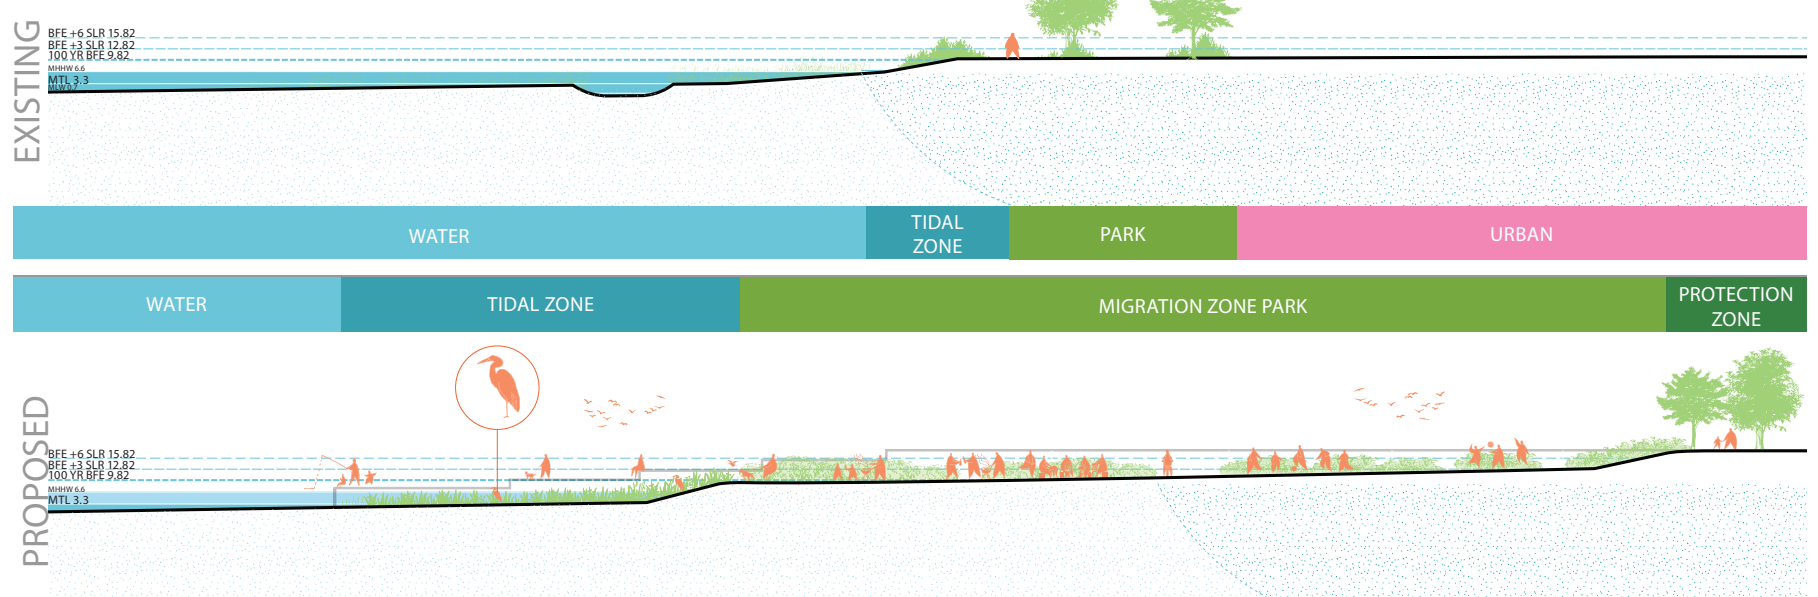 EXISTING
BFE +6 SLR 15.82
BFE +3 SLR 12.82
100 YR BFE 9.82
MHHW 6.6
MTL 3.3
MLW 0.7
WATER
TIDAL
ZONE
PARK
URBAN
WATER
TIDAL ZONE
MIGRATION ZONE PARK
PROTECTION
ZONE
PROPOSED
BFE +6 SLR 15.82
BFE +3 SLR 12.82
100 YR BFE 9.82
MHHW 6.6
MTL 3.3